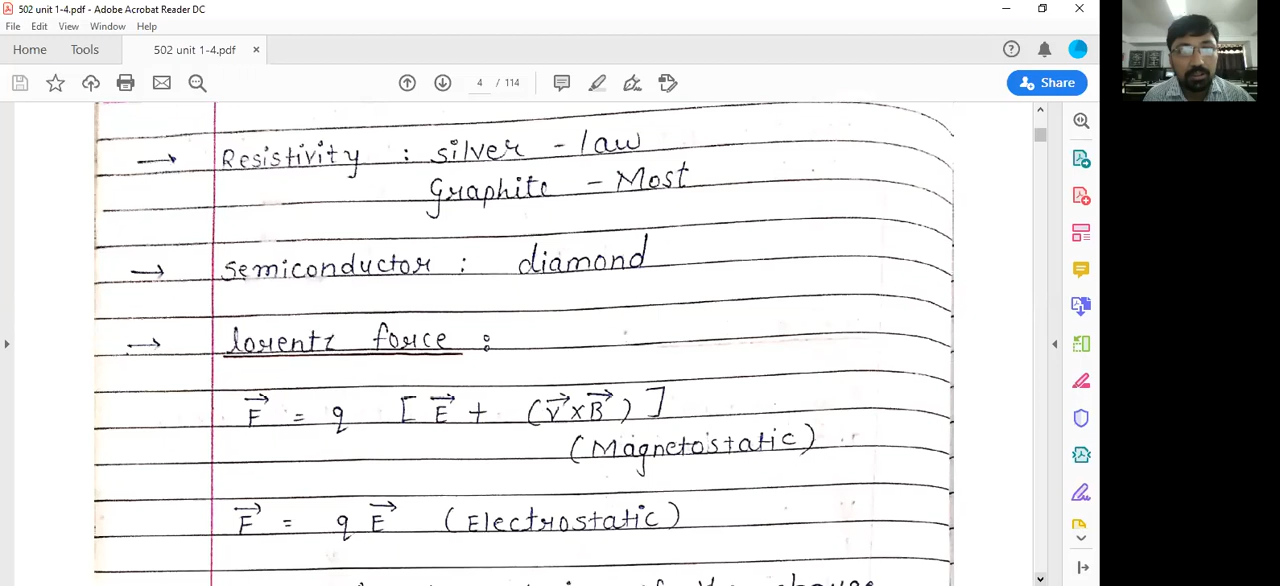 502 unit 1-4.pdf - Adobe Acrobat Reader DC
File Edit View Window Help
Home Tools 502 unit 1-4.pdf ×
4 / 114 Share
→ Resistivity : silver - law
Graphite - Most
→ semiconductor : diamond
→ lorentz force :
F = q [ E + (V×B) ]
(Magnetostatic)
F = q E (Electrostatic)